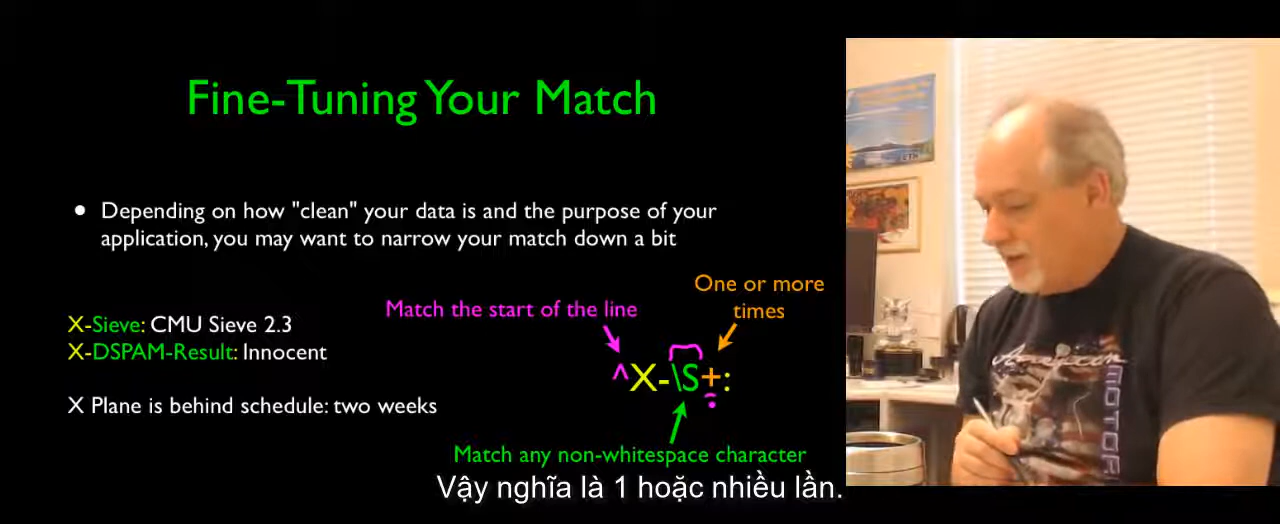 Fine-Tuning Your Match
• Depending on how "clean" your data is and the purpose of your
application, you may want to narrow your match down a bit
One or more
times
Match the start of the line
X-Sieve: CMU Sieve 2.3
X-DSPAM-Result: Innocent
^X-\S+:
X Plane is behind schedule: two weeks
Match any non-whitespace character
Vậy nghĩa là 1 hoặc nhiều lần.